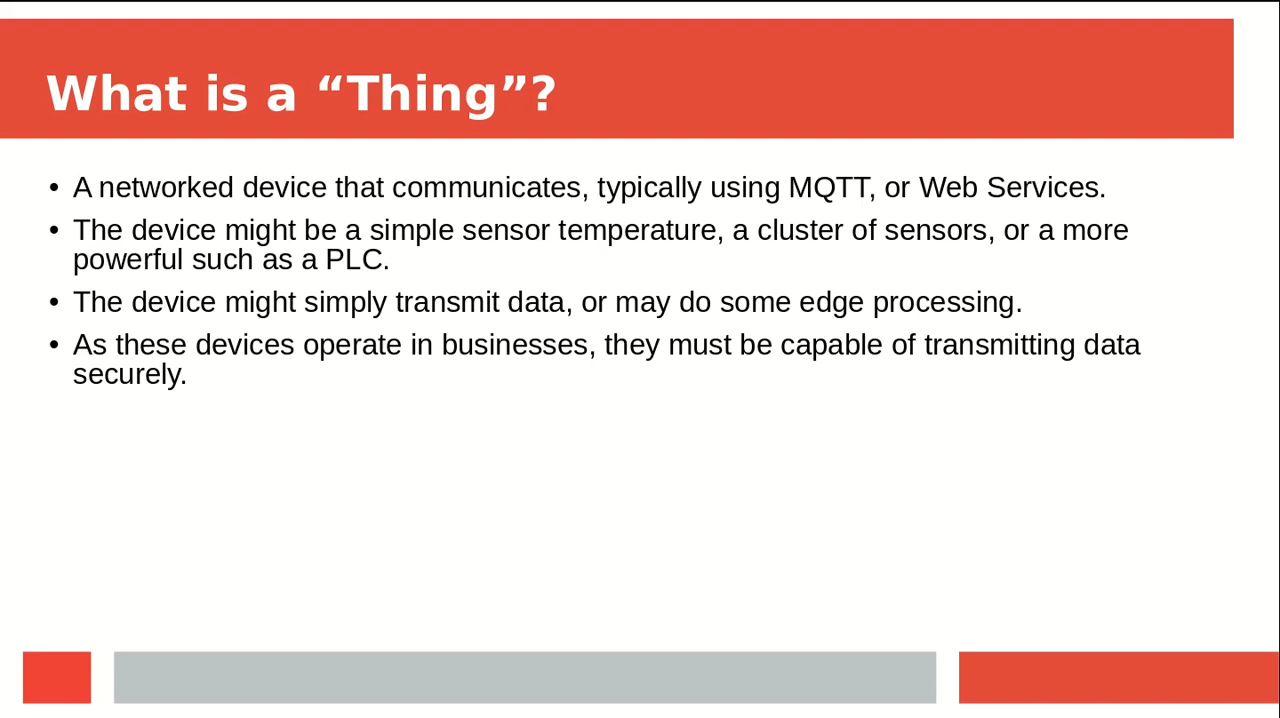 What is a “Thing”?
• A networked device that communicates, typically using MQTT, or Web Services.
• The device might be a simple sensor temperature, a cluster of sensors, or a more
powerful such as a PLC.
• The device might simply transmit data, or may do some edge processing.
• As these devices operate in businesses, they must be capable of transmitting data
securely.